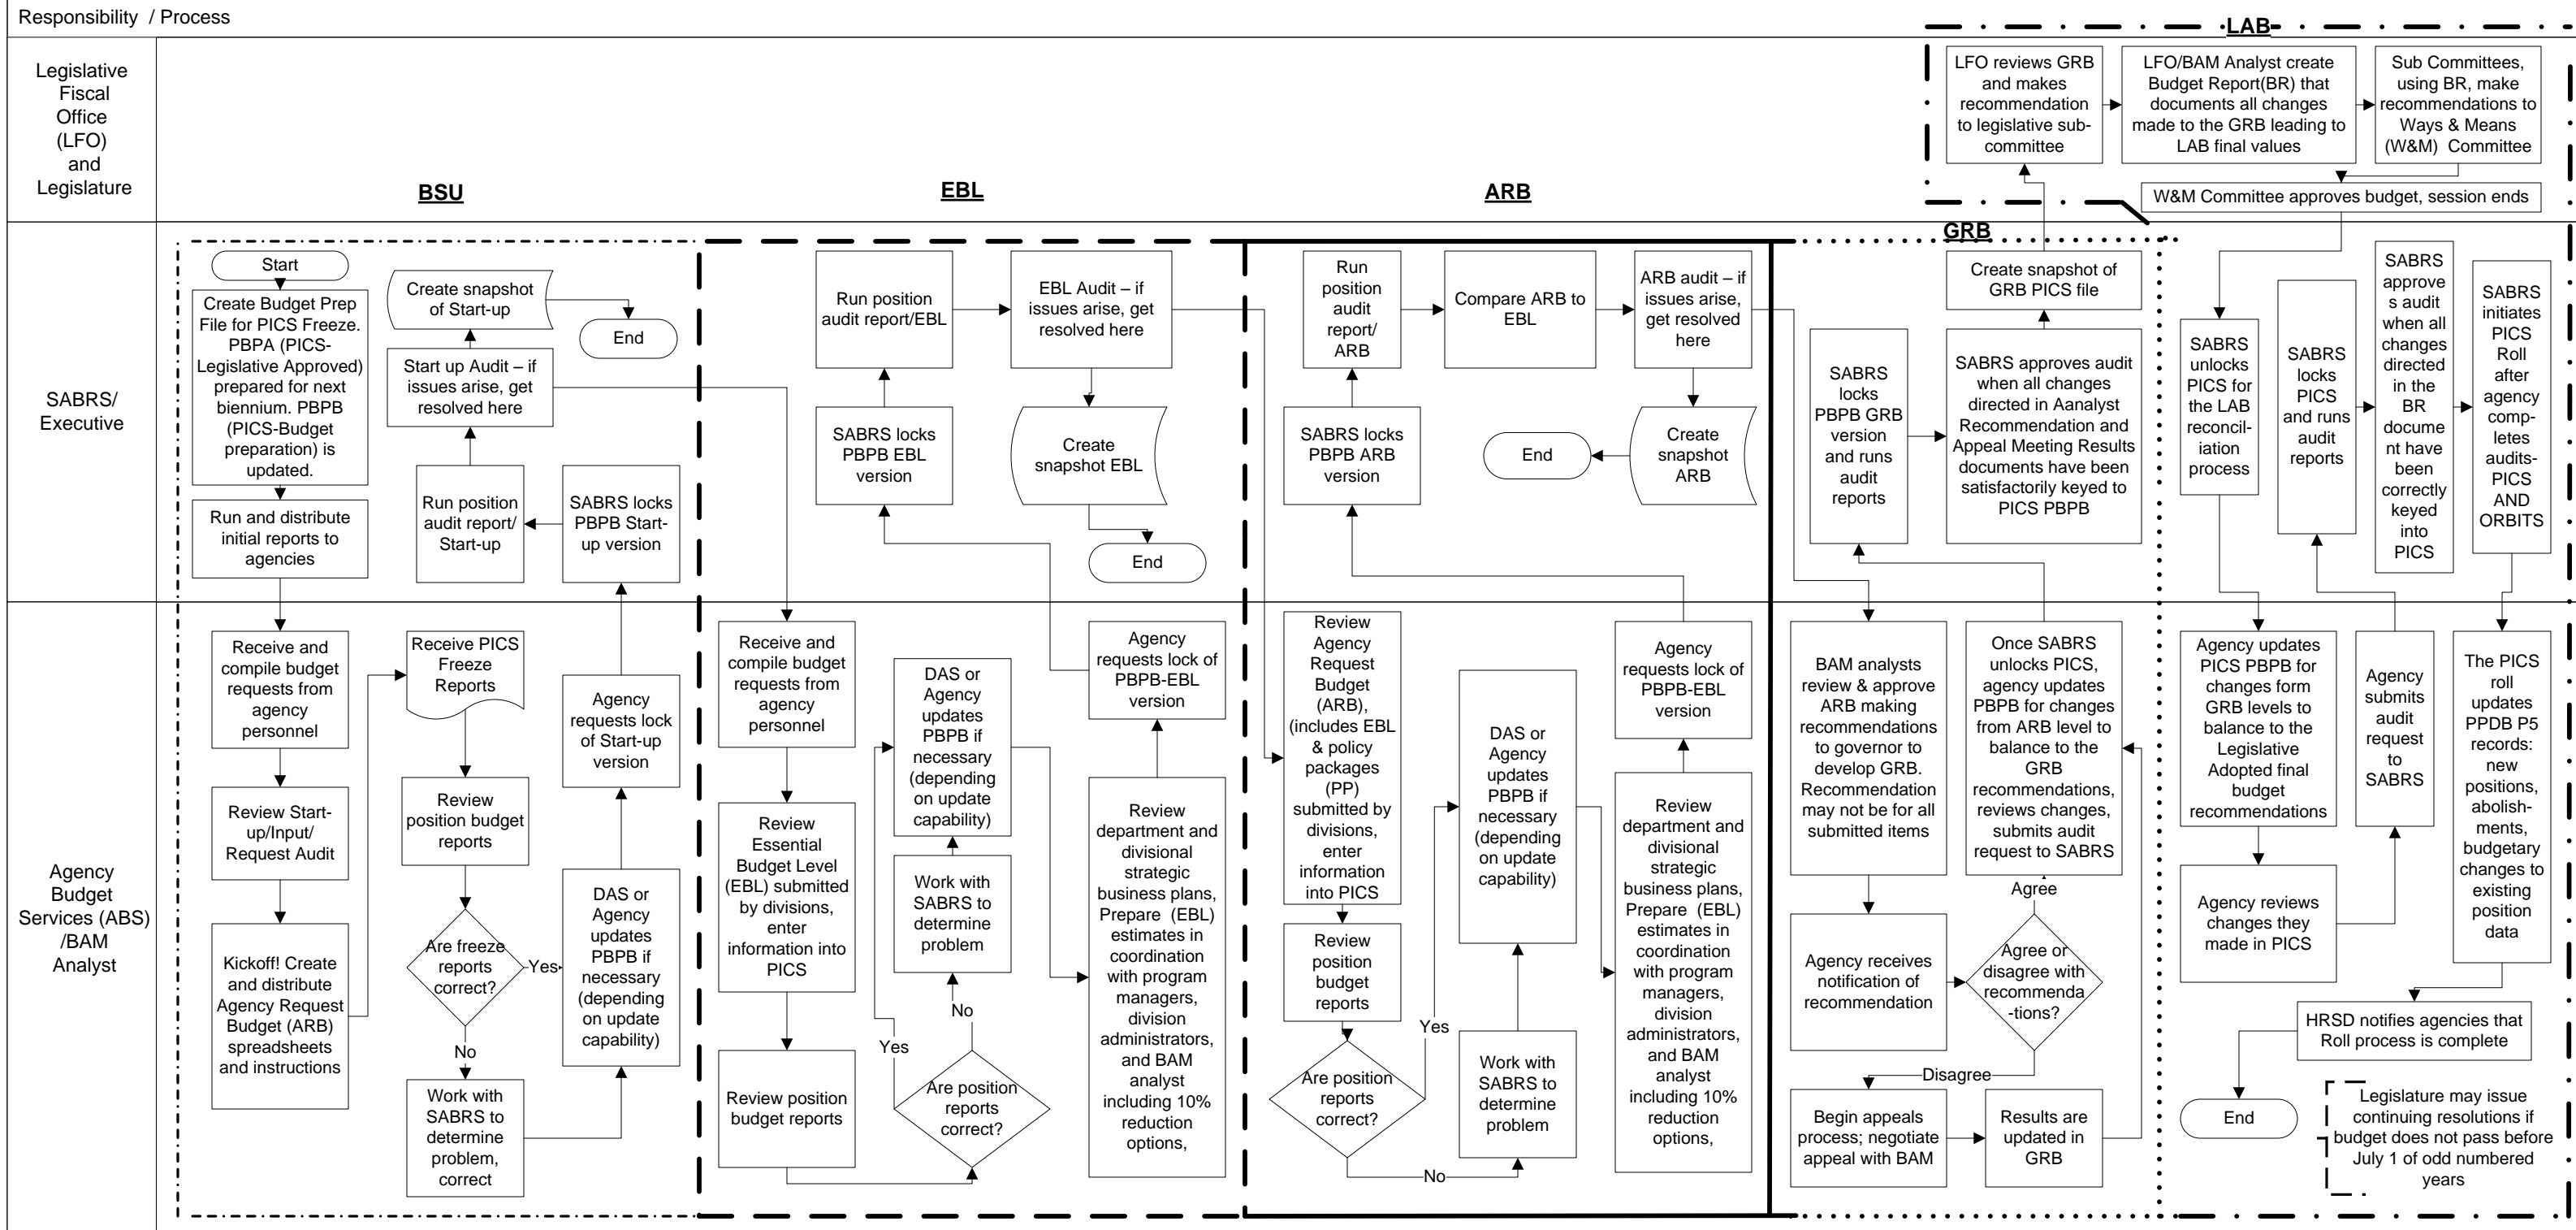 Responsibility / Process
LAB
Legislative
Fiscal
Office
(LFO)
and
Legislature
LFO reviews GRB
and makes
recommendation
to legislative sub-
committee
LFO/BAM Analyst create
Budget Report(BR) that
documents all changes
made to the GRB leading to
LAB final values
Sub Committees,
using BR, make
recommendations to
Ways & Means
(W&M) Committee
W&M Committee approves budget, session ends
BSU
EBL
ARB
GRB
SABRS/
Executive
Start
Create Budget Prep
File for PICS Freeze.
PBPA (PICS-
Legislative Approved)
prepared for next
biennium. PBPB
(PICS-Budget
preparation) is
updated.
Run and distribute
initial reports to
agencies
Create snapshot
of Start-up
End
Start up Audit – if
issues arise, get
resolved here
Run position
audit report/
Start-up
SABRS locks
PBPB Start-
up version
Run position
audit report/EBL
EBL Audit – if
issues arise, get
resolved here
SABRS locks
PBPB EBL
version
Create
snapshot EBL
End
Run
position
audit
report/
ARB
Compare ARB to
EBL
ARB audit – if
issues arise,
get resolved
here
SABRS locks
PBPB ARB
version
End
Create
snapshot
ARB
SABRS
locks
PBPB GRB
version
and runs
audit
reports
Create snapshot of
GRB PICS file
SABRS approves audit
when all changes
directed in Aanalyst
Recommendation and
Appeal Meeting Results
documents have been
satisfactorily keyed to
PICS PBPB
SABRS
unlocks
PICS for
the LAB
reconcil-
iation
process
SABRS
locks
PICS
and runs
audit
reports
SABRS
approve
s audit
when all
changes
directed
in the
BR
docume
nt have
been
correctly
keyed
into
PICS
SABRS
initiates
PICS
Roll
after
agency
comp-
letes
audits-
PICS
AND
ORBITS
Agency
Budget
Services (ABS)
/BAM
Analyst
Receive and
compile budget
requests from
agency
personnel
Review Start-
up/Input/
Request Audit
Kickoff! Create
and distribute
Agency Request
Budget (ARB)
spreadsheets
and instructions
Receive PICS
Freeze
Reports
Review
position budget
reports
Are freeze
reports
correct?
Yes
No
Work with
SABRS to
determine
problem,
correct
Agency
requests lock
of Start-up
version
DAS or
Agency
updates
PBPB if
necessary
(depending
on update
capability)
Receive and
compile budget
requests from
agency
personnel
Review
Essential
Budget Level
(EBL) submitted
by divisions,
enter
information into
PICS
Review position
budget reports
DAS or
Agency
updates
PBPB if
necessary
(depending
on update
capability)
Work with
SABRS to
determine
problem
No
Yes
Are position
reports
correct?
Agency
requests lock of
PBPB-EBL
version
Review
department and
divisional
strategic
business plans,
Prepare (EBL)
estimates in
coordination
with program
managers,
division
administrators,
and BAM
analyst
including 10%
reduction
options,
Review
Agency
Request
Budget
(ARB),
(includes EBL
& policy
packages
(PP)
submitted by
divisions,
enter
information
into PICS
Review
position
budget
reports
Are position
reports
correct?
Yes
No
DAS or
Agency
updates
PBPB if
necessary
(depending
on update
capability)
Work with
SABRS to
determine
problem
Agency
requests lock of
PBPB-EBL
version
Review
department and
divisional
strategic
business plans,
Prepare (EBL)
estimates in
coordination
with program
managers,
division
administrators,
and BAM
analyst
including 10%
reduction
options,
BAM analysts
review & approve
ARB making
recommendations
to governor to
develop GRB.
Recommendation
may not be for all
submitted items
Agency receives
notification of
recommendation
Once SABRS
unlocks PICS,
agency updates
PBPB for changes
from ARB level to
balance to the
GRB
recommendations,
reviews changes,
submits audit
request to SABRS
Agree
Agree or
disagree with
recommenda
-tions?
Disagree
Begin appeals
process; negotiate
appeal with BAM
Results are
updated in
GRB
Agency updates
PICS PBPB for
changes form
GRB levels to
balance to the
Legislative
Adopted final
budget
recommendations
Agency reviews
changes they
made in PICS
Agency
submits
audit
request
to
SABRS
The PICS
roll
updates
PPDB P5
records:
new
positions,
abolish-
ments,
budgetary
changes to
existing
position
data
HRSD notifies agencies that
Roll process is complete
End
Legislature may issue
continuing resolutions if
budget does not pass before
July 1 of odd numbered
years